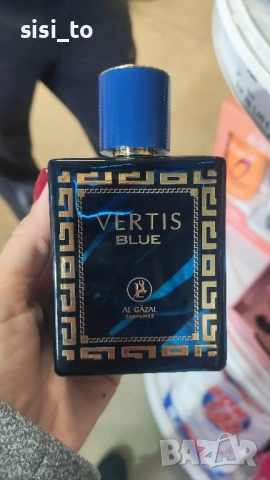 sisi_to
VERTIS
BLUE
AL GAZAL
PERFUMES
BAZAR